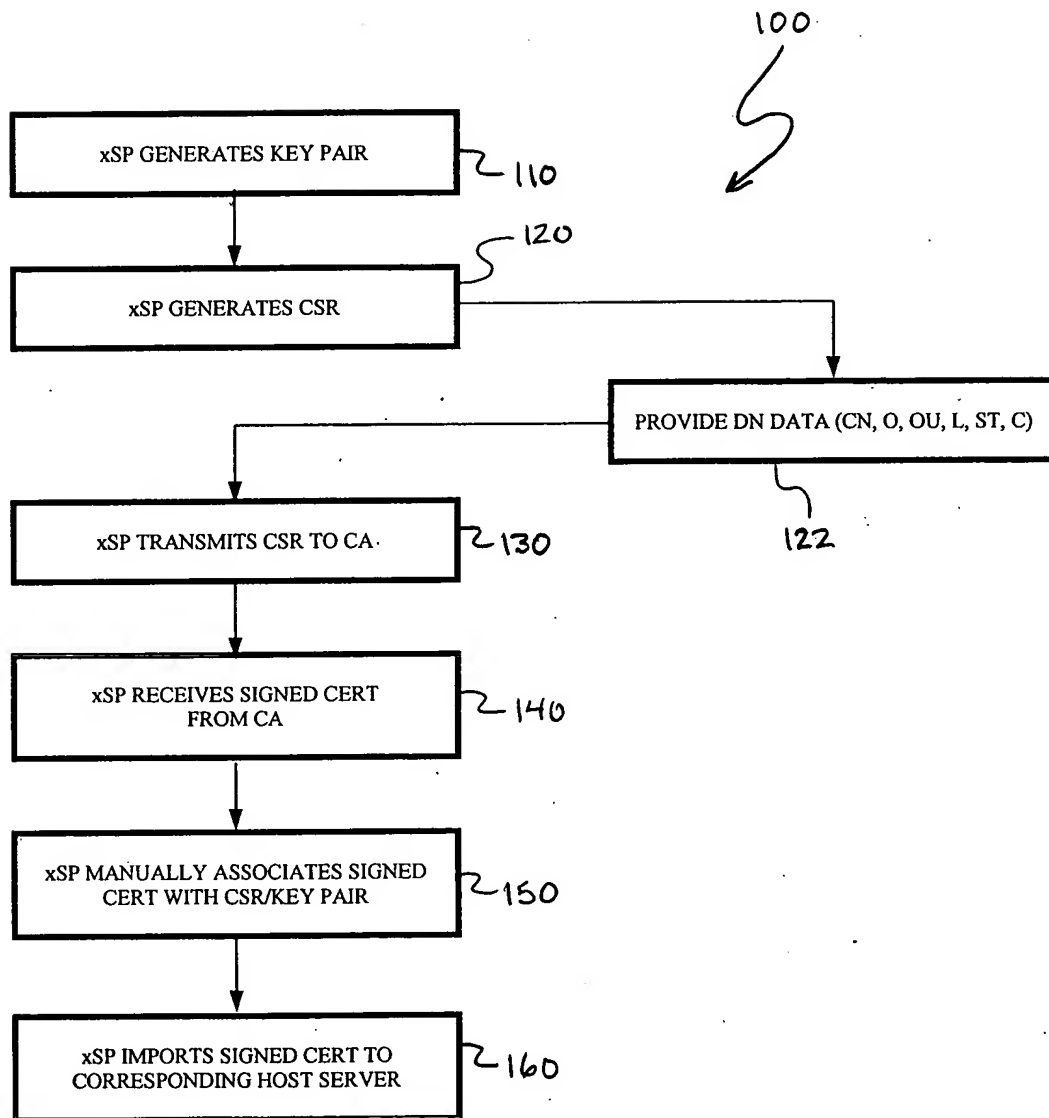 100
xSP GENERATES KEY PAIR
110
120
xSP GENERATES CSR
PROVIDE DN DATA (CN, O, OU, L, ST, C)
122
xSP TRANSMITS CSR TO CA
130
xSP RECEIVES SIGNED CERT
FROM CA
140
xSP MANUALLY ASSOCIATES SIGNED
CERT WITH CSR/KEY PAIR
150
xSP IMPORTS SIGNED CERT TO
CORRESPONDING HOST SERVER
160